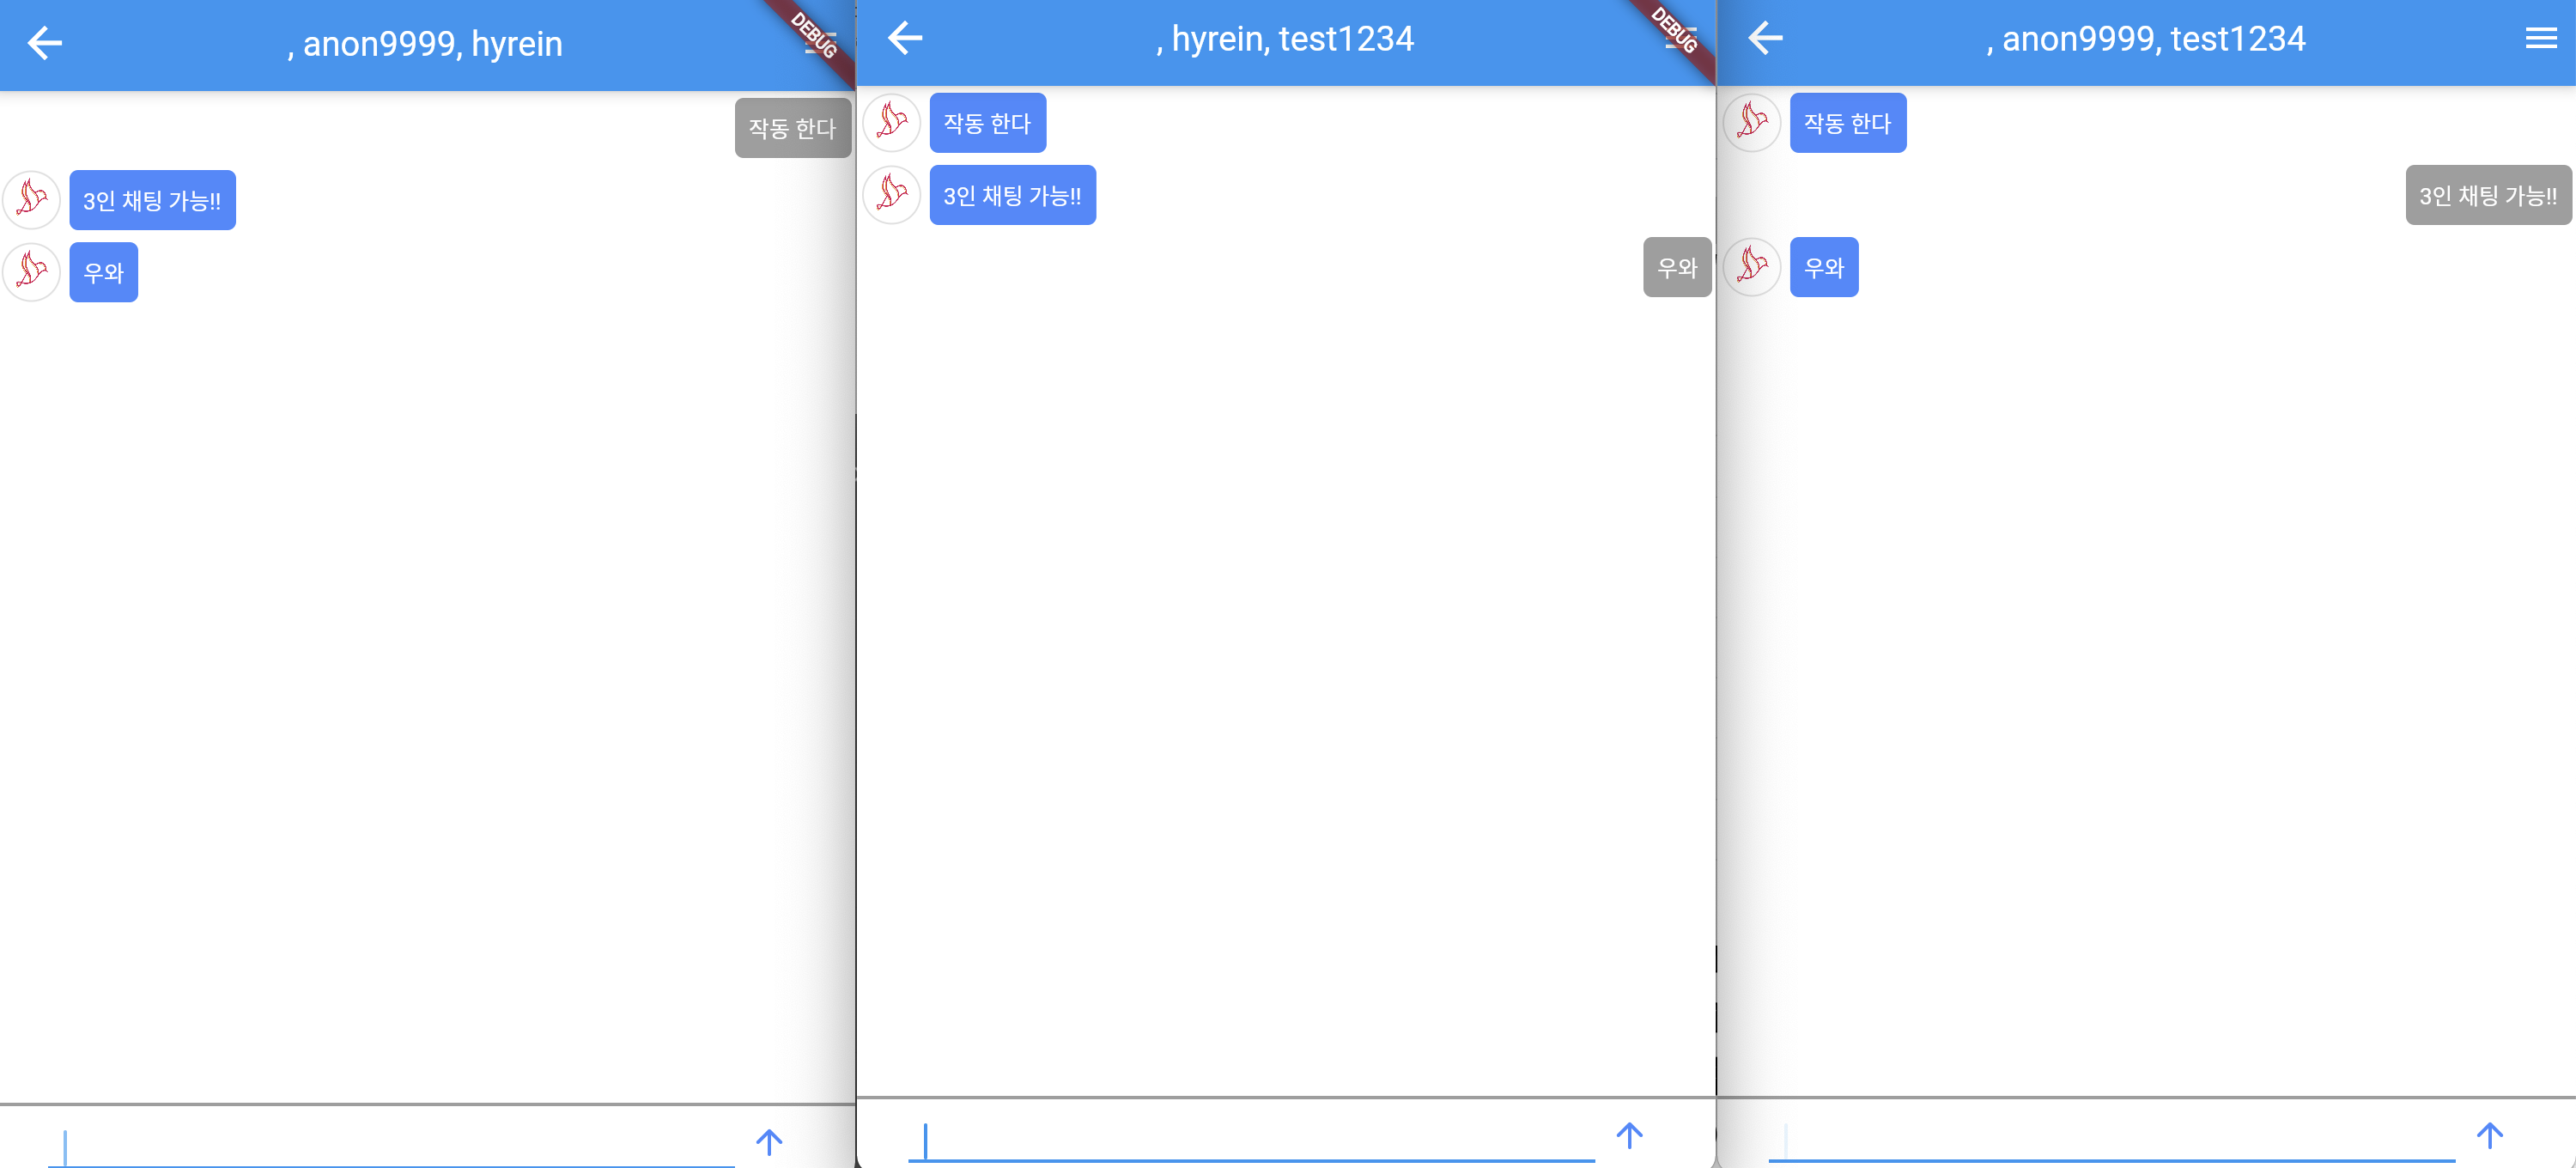 , anon9999, hyrein
DEBUG
작동 한다
3인 채팅 가능!!
우와
, hyrein, test1234
DEBUG
작동 한다
3인 채팅 가능!!
우와
, anon9999, test1234
작동 한다
3인 채팅 가능!!
우와